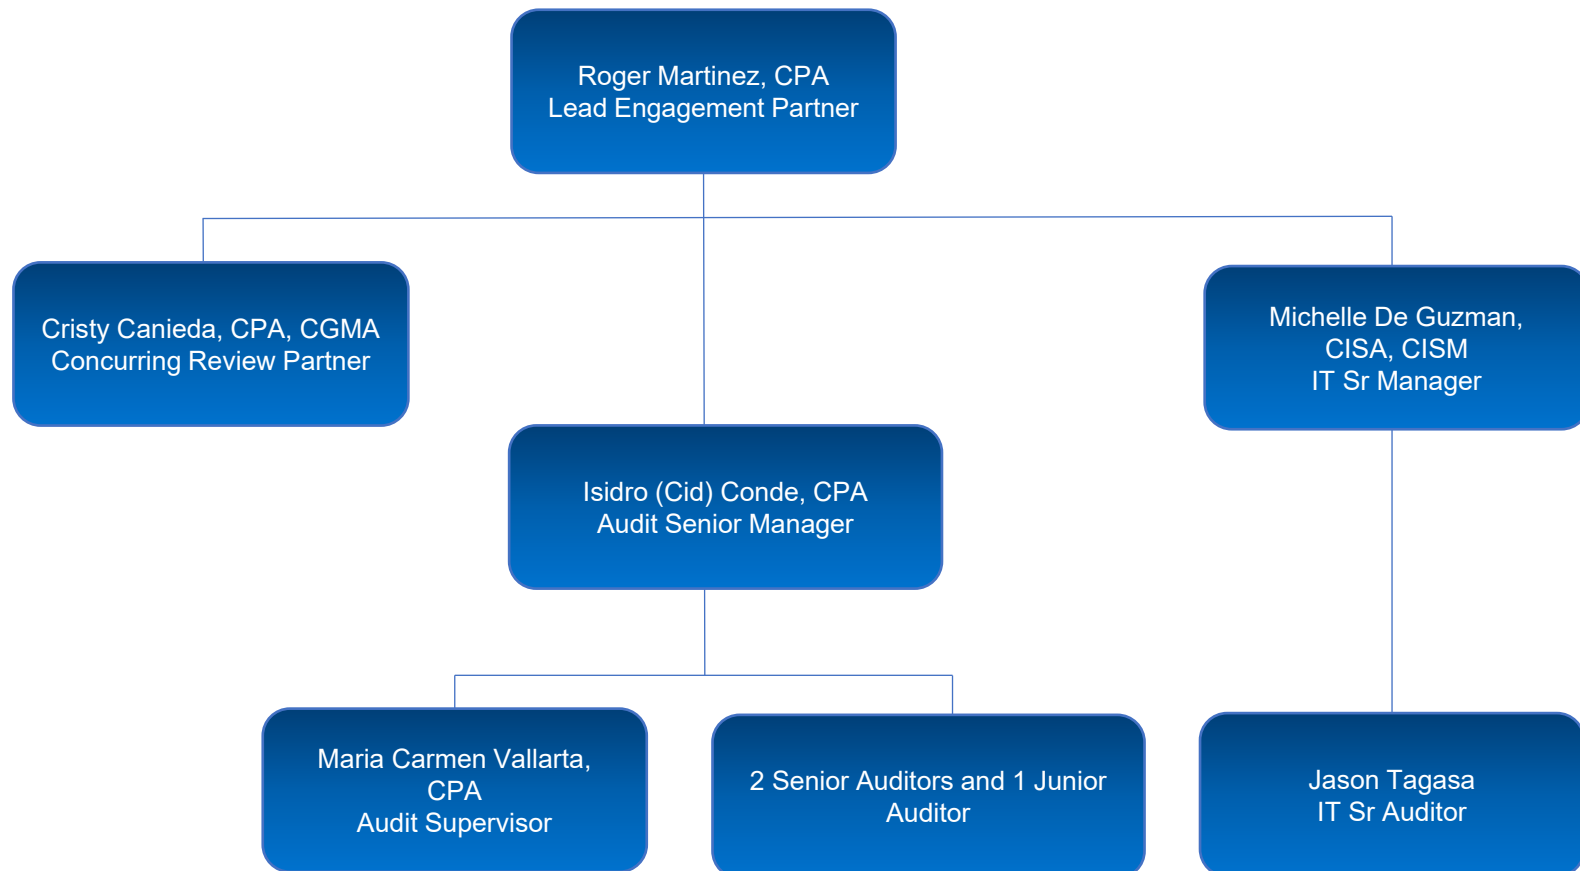 Roger Martinez, CPA
Lead Engagement Partner
Cristy Canieda, CPA, CGMA
Concurring Review Partner
Michelle De Guzman,
CISA, CISM
IT Sr Manager
Isidro (Cid) Conde, CPA
Audit Senior Manager
Maria Carmen Vallarta,
CPA
Audit Supervisor
2 Senior Auditors and 1 Junior
Auditor
Jason Tagasa
IT Sr Auditor